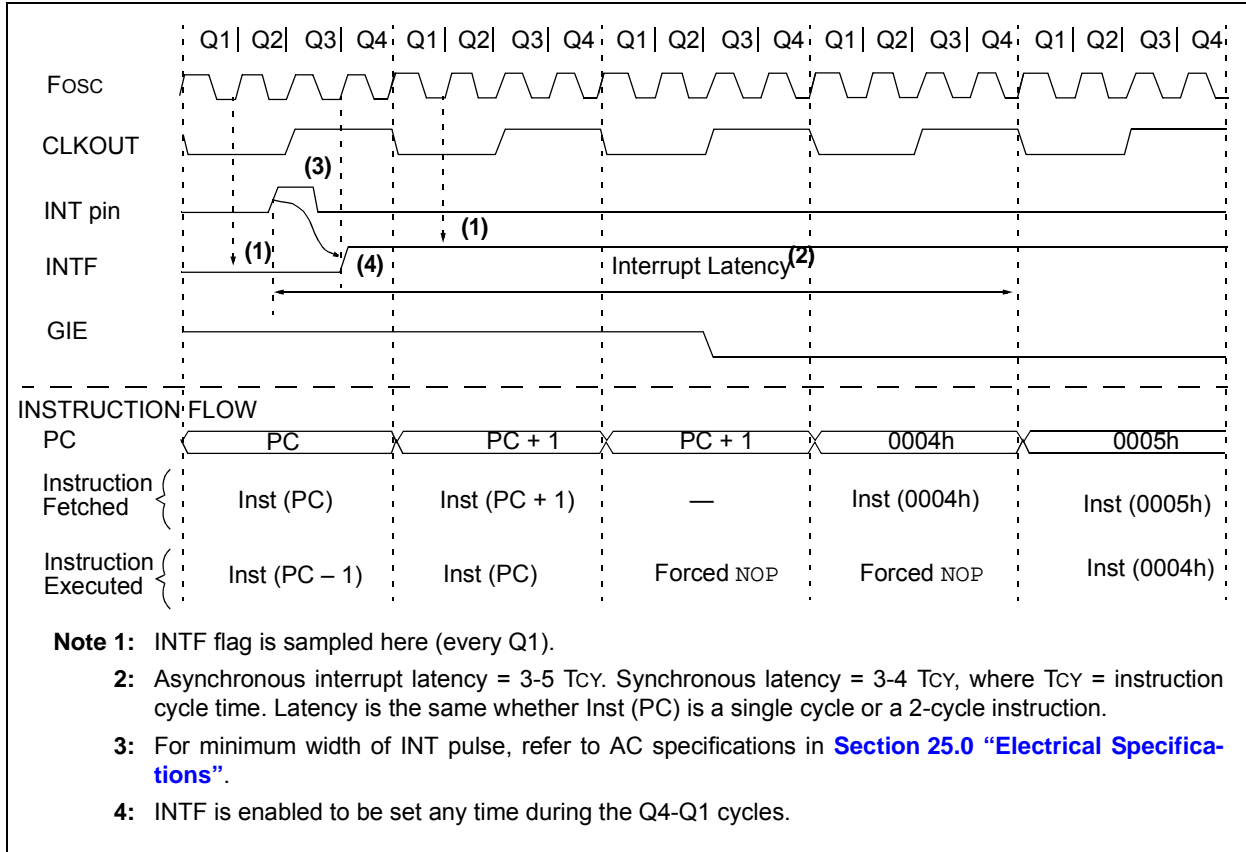 Q1| Q2| Q3| Q4 Q1| Q2| Q3| Q4 Q1| Q2| Q3| Q4 Q1| Q2| Q3| Q4 Q1| Q2| Q3| Q4
FOSC
CLKOUT
(3)
INT pin
(1)
(1)
INTF
(4)
Interrupt Latency(2)
GIE
INSTRUCTION FLOW
PC PC PC + 1 PC + 1 0004h 0005h
Instruction
Fetched
Inst (PC) Inst (PC + 1) — Inst (0004h) Inst (0005h)
Instruction
Executed
Inst (PC – 1) Inst (PC) Forced NOP Forced NOP Inst (0004h)
Note 1: INTF flag is sampled here (every Q1).
2: Asynchronous interrupt latency = 3-5 TCY. Synchronous latency = 3-4 TCY, where TCY = instruction
cycle time. Latency is the same whether Inst (PC) is a single cycle or a 2-cycle instruction.
3: For minimum width of INT pulse, refer to AC specifications in Section 25.0 “Electrical Specifica-
tions”.
4: INTF is enabled to be set any time during the Q4-Q1 cycles.